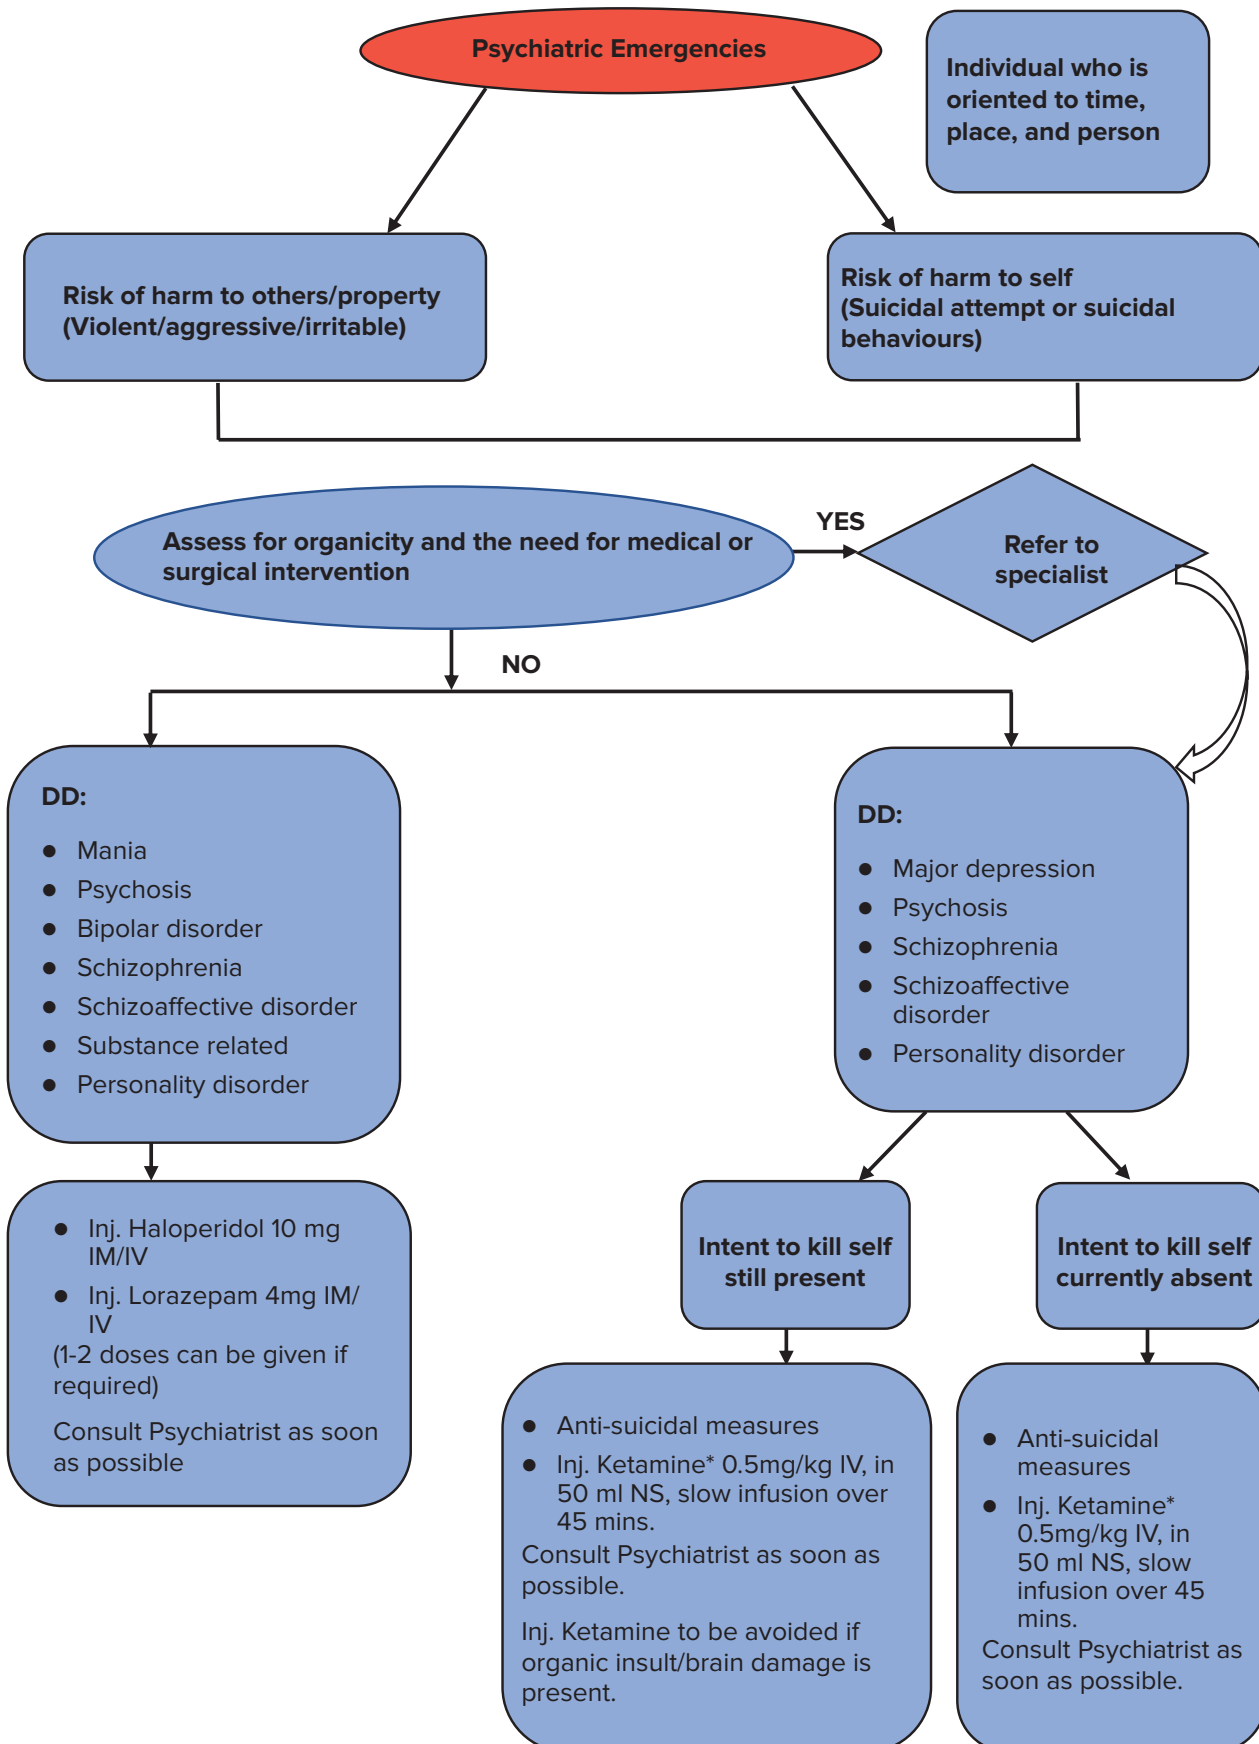 Psychiatric Emergencies
Individual who is
oriented to time,
place, and person
Risk of harm to others/property
(Violent/aggressive/irritable)
Risk of harm to self
(Suicidal attempt or suicidal
behaviours)
Assess for organicity and the need for medical or
surgical intervention
YES
Refer to
specialist
NO
DD:
● Mania
● Psychosis
● Bipolar disorder
● Schizophrenia
● Schizoaffective disorder
● Substance related
● Personality disorder
DD:
● Major depression
● Psychosis
● Schizophrenia
● Schizoaffective
disorder
● Personality disorder
● Inj. Haloperidol 10 mg
IM/IV
● Inj. Lorazepam 4mg IM/
IV
(1-2 doses can be given if
required)
Consult Psychiatrist as soon
as possible
Intent to kill self
still present
Intent to kill self
currently absent
● Anti-suicidal measures
● Inj. Ketamine* 0.5mg/kg IV, in
50 ml NS, slow infusion over
45 mins.
Consult Psychiatrist as soon as
possible.
Inj. Ketamine to be avoided if
organic insult/brain damage is
present.
● Anti-suicidal
measures
● Inj. Ketamine*
0.5mg/kg IV, in
50 ml NS, slow
infusion over 45
mins.
Consult Psychiatrist as
soon as possible.